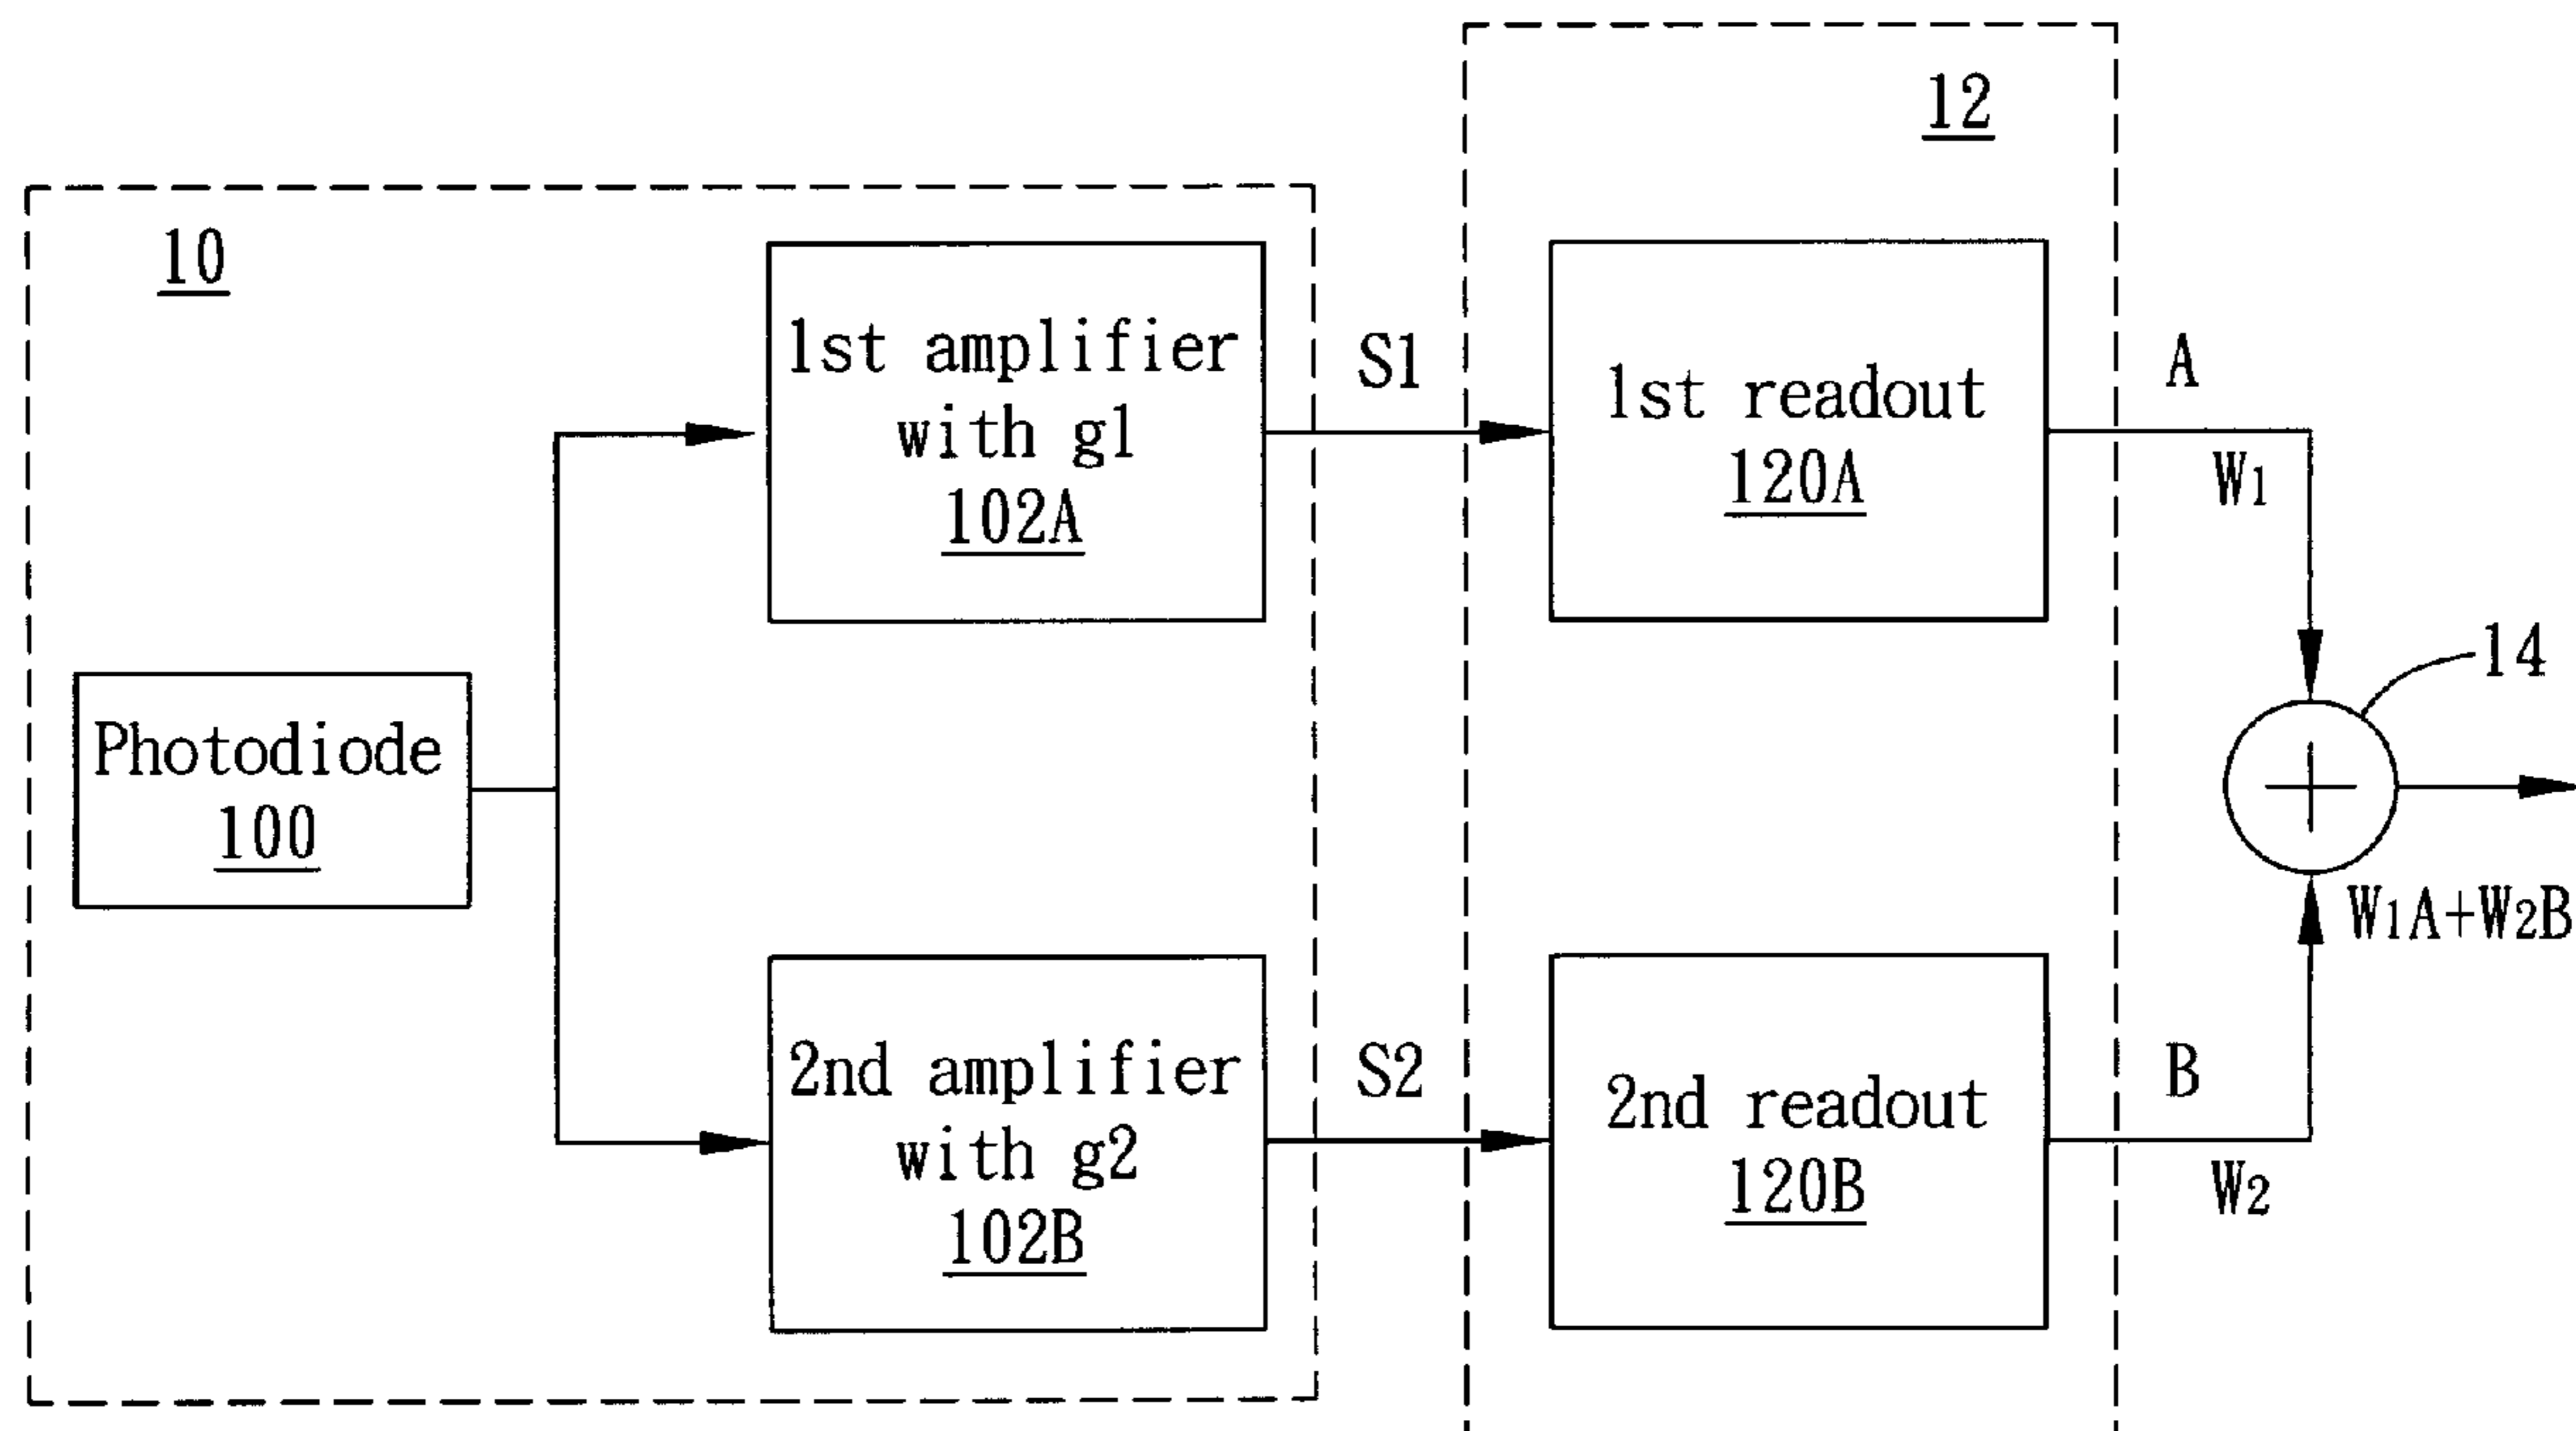 12
10
1st amplifier
with g1
102A
S1
1st readout
120A
A
W1
14
Photodiode
100
W1A+W2B
2nd amplifier
with g2
102B
S2
2nd readout
120B
B
W2